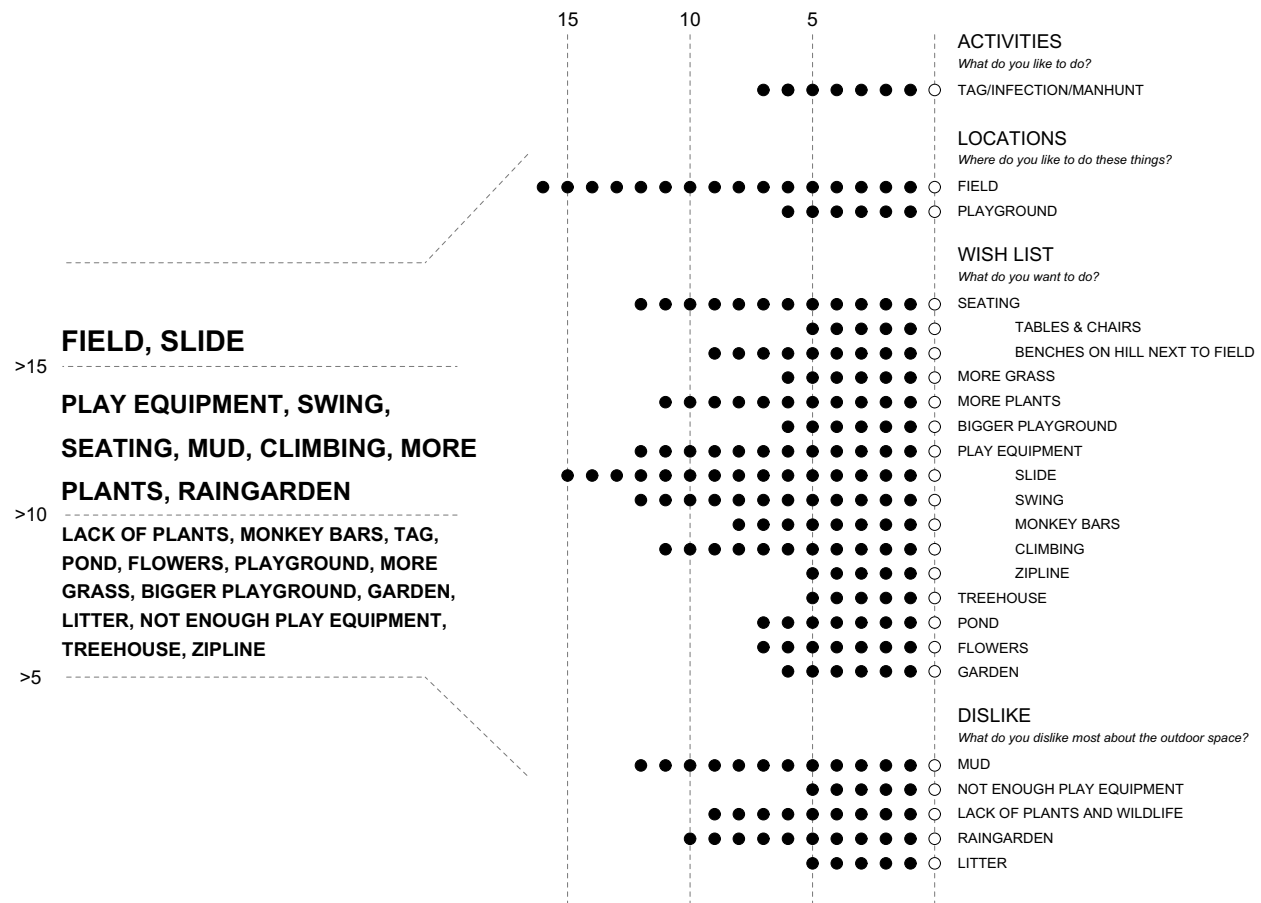 15 10 5
ACTIVITIES
What do you like to do?
TAG/INFECTION/MANHUNT
LOCATIONS
Where do you like to do these things?
FIELD
PLAYGROUND
WISH LIST
What do you want to do?
SEATING
TABLES & CHAIRS
BENCHES ON HILL NEXT TO FIELD
MORE GRASS
MORE PLANTS
BIGGER PLAYGROUND
PLAY EQUIPMENT
SLIDE
SWING
MONKEY BARS
CLIMBING
ZIPLINE
TREEHOUSE
POND
FLOWERS
GARDEN
DISLIKE
What do you dislike most about the outdoor space?
MUD
NOT ENOUGH PLAY EQUIPMENT
LACK OF PLANTS AND WILDLIFE
RAINGARDEN
LITTER
FIELD, SLIDE
>15
PLAY EQUIPMENT, SWING,
SEATING, MUD, CLIMBING, MORE
PLANTS, RAINGARDEN
>10
LACK OF PLANTS, MONKEY BARS, TAG,
POND, FLOWERS, PLAYGROUND, MORE
GRASS, BIGGER PLAYGROUND, GARDEN,
LITTER, NOT ENOUGH PLAY EQUIPMENT,
TREEHOUSE, ZIPLINE
>5